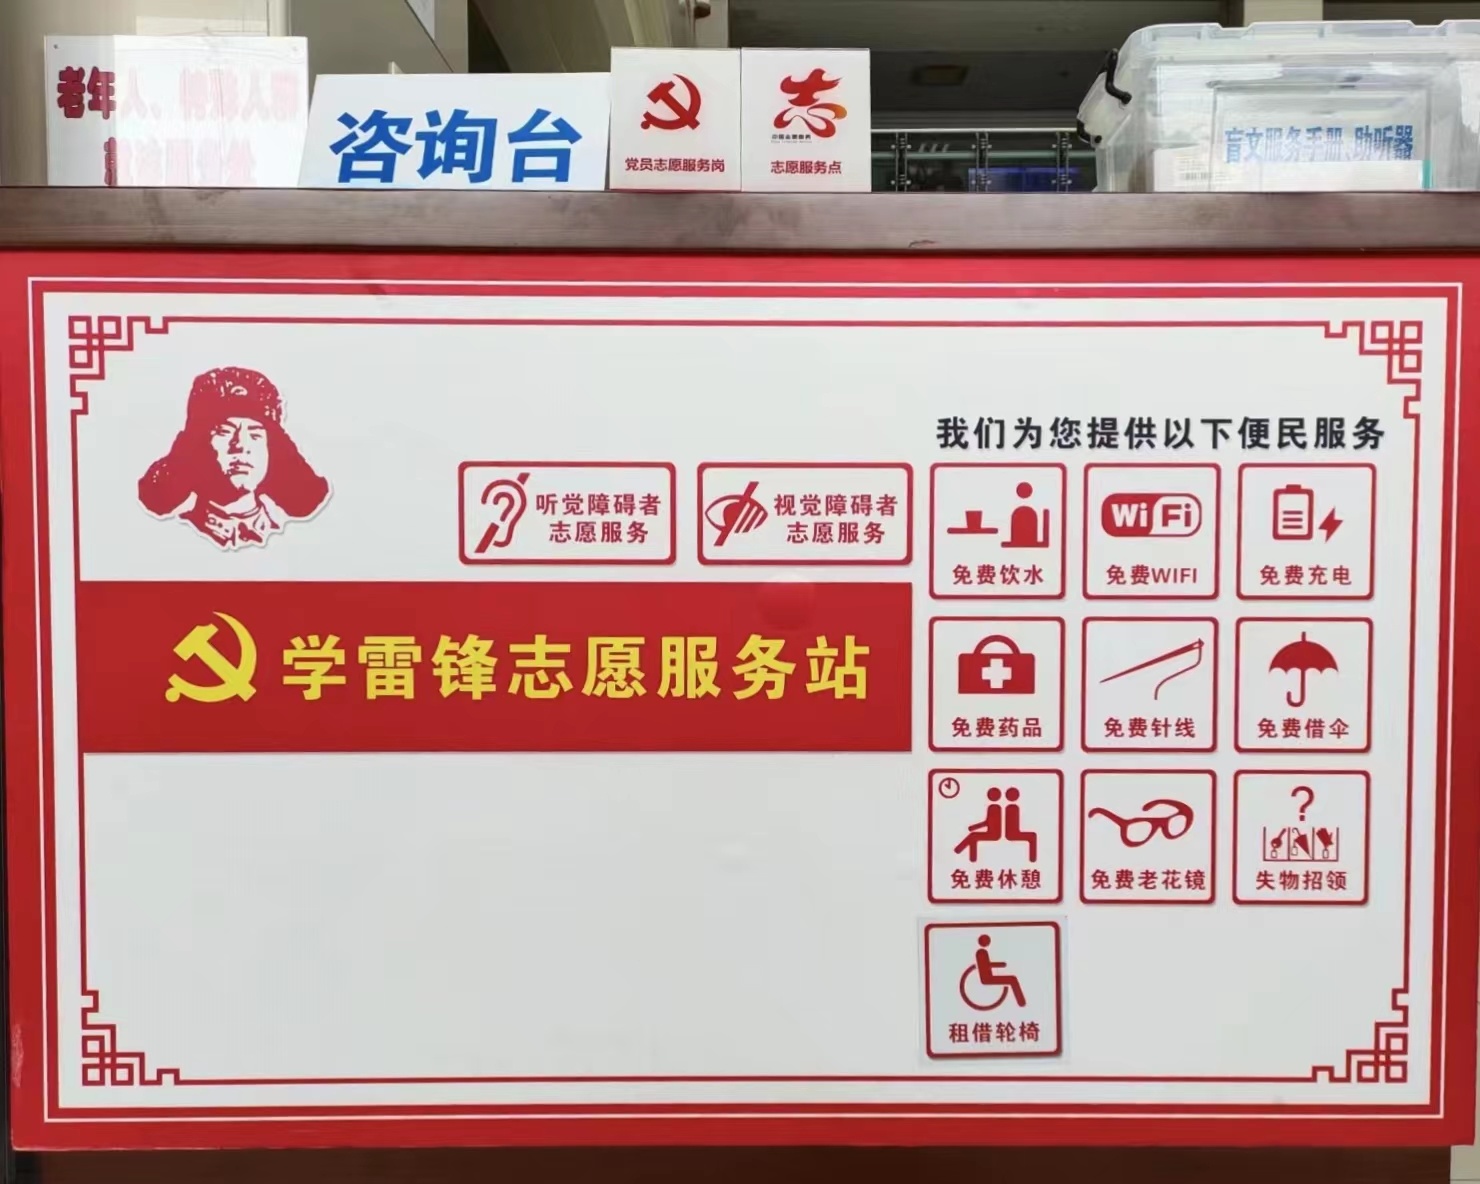 老年人、
咨询台
党员志愿服务岗
志愿服务点
盲文服务手册、助听器
我们为您提供以下便民服务
听觉障碍者
志愿服务
视觉障碍者
志愿服务
WiFi
免费饮水
免费WIFI
免费充电
学雷锋志愿服务站
免费药品
免费针线
免费借伞
免费休憩
免费老花镜
?
失物招领
租借轮椅